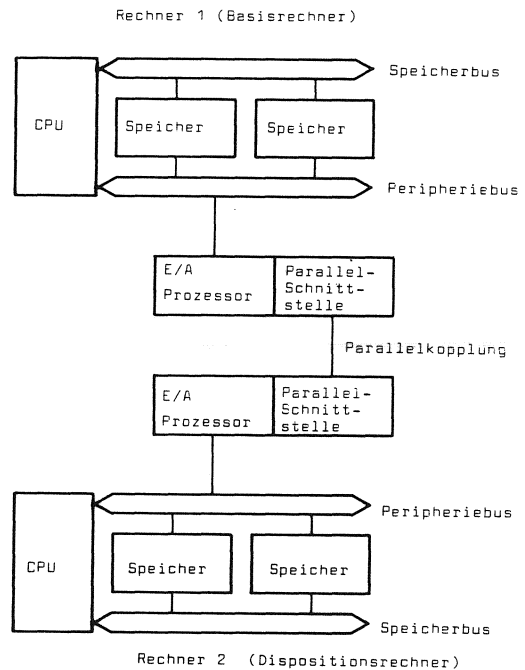 Rechner 1 (Basisrechner)
Speicherbus
CPU
Speicher
Speicher
Peripheriebus
E/A
Prozessor
Parallel-
Schnitt-
stelle
Parallelkopplung
E/A
Prozessor
Parallel-
Schnitt-
stelle
Peripheriebus
CPU
Speicher
Speicher
Speicherbus
Rechner 2 (Dispositionsrechner)